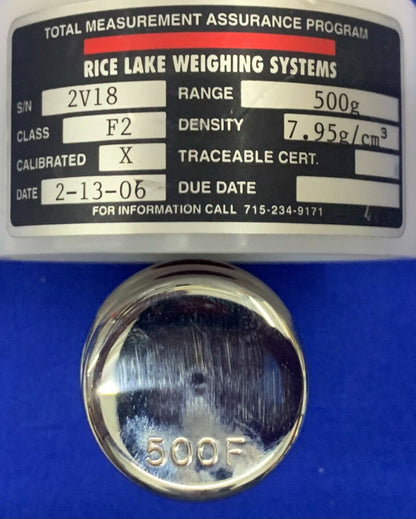 TOTAL MEASUREMENT ASSURANCE PROGRAM
RICE LAKE WEIGHING SYSTEMS
S/N 2V18 RANGE 500g
CLASS F2 DENSITY 7.95g/cm³
CALIBRATED X TRACEABLE CERT.
DATE 2-13-06 DUE DATE
FOR INFORMATION CALL 715-234-9171
500F